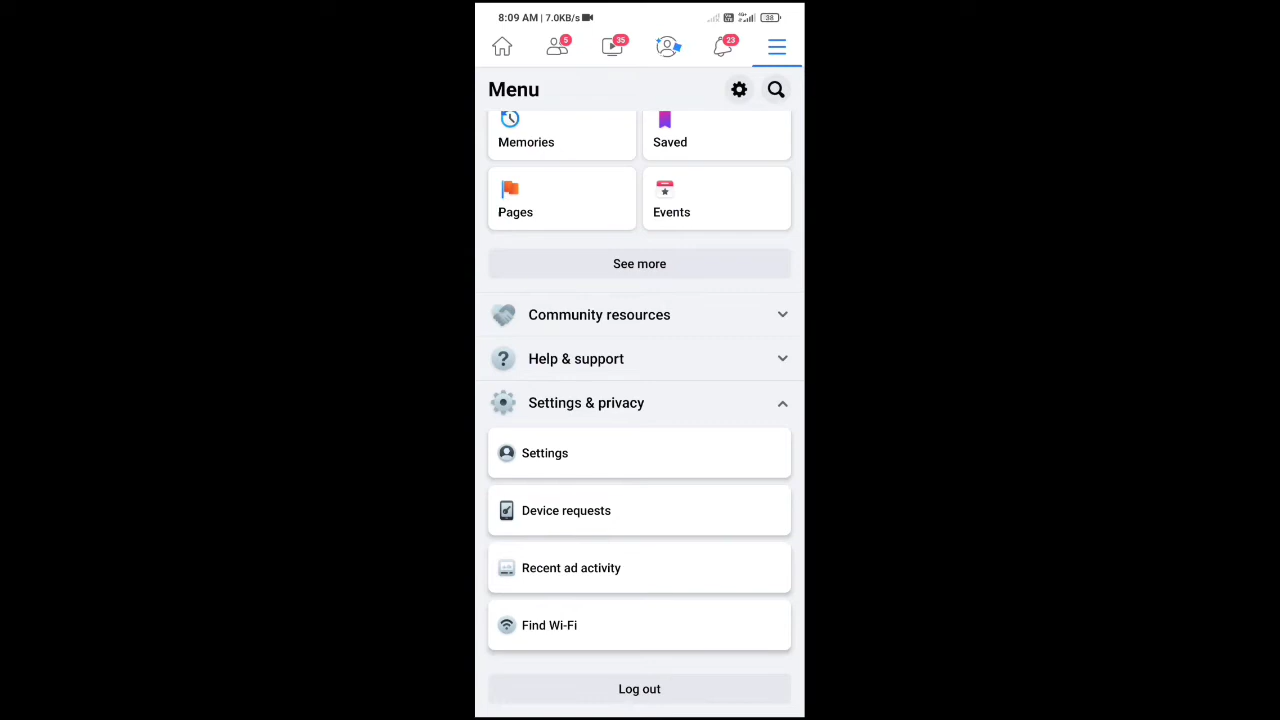 8:09 AM | 7.0KB/s
38
5
35
23
Menu
Memories
Saved
Pages
Events
See more
Community resources
Help & support
Settings & privacy
Settings
Device requests
Recent ad activity
Find Wi-Fi
Log out